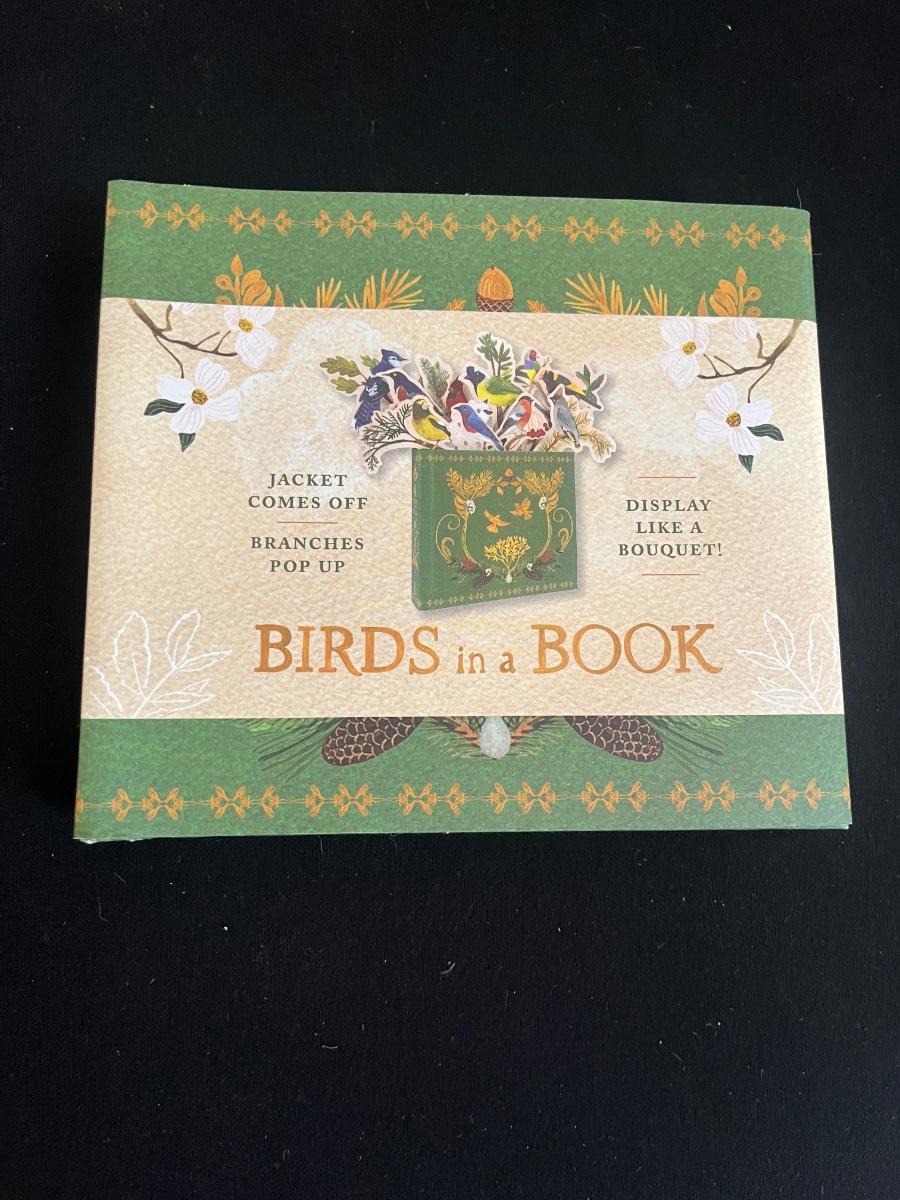 JACKET
COMES OFF
BRANCHES
POP UP
DISPLAY
LIKE A
BOUQUET!
BIRDS in a BOOK